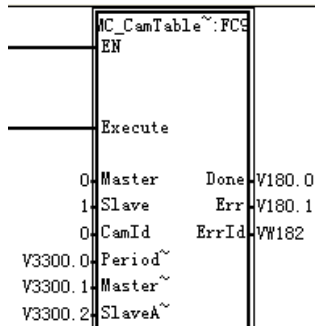 MC_CamTable~:FC9
EN
Execute
0 Master Done V180.0
1 Slave Err V180.1
0 CamId ErrId VW182
V3300.0 Period~
V3300.1 Master~
V3300.2 SlaveA~